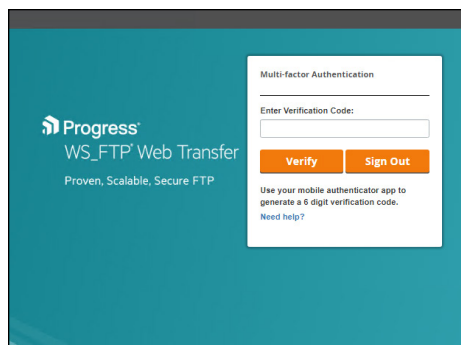 Progress®
WS_FTP® Web Transfer
Proven, Scalable, Secure FTP
Multi-factor Authentication
Enter Verification Code:
Verify
Sign Out
Use your mobile authenticator app to
generate a 6 digit verification code.
Need help?